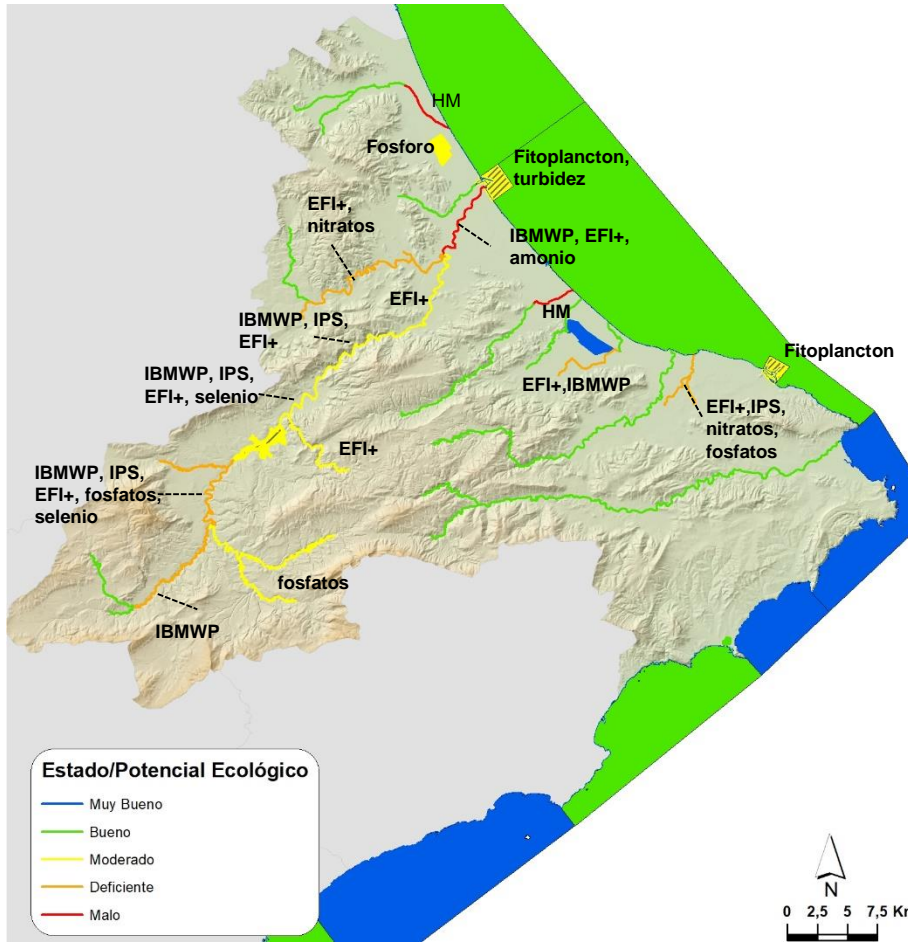 HM
Fosforo
Fitoplancton,
turbidez
EFI+,
nitratos
IBMWP, EFI+,
amonio
EFI+
HM
IBMWP, IPS,
EFI+
Fitoplancton
IBMWP, IPS,
EFI+, selenio
EFI+,IBMWP
EFI+,IPS,
nitratos,
fosfatos
EFI+
IBMWP, IPS,
EFI+, fosfatos,
selenio
fosfatos
IBMWP
Estado/Potencial Ecológico
Muy Bueno
Bueno
Moderado
Deficiente
Malo
N
0 2,5 5 7,5 Km